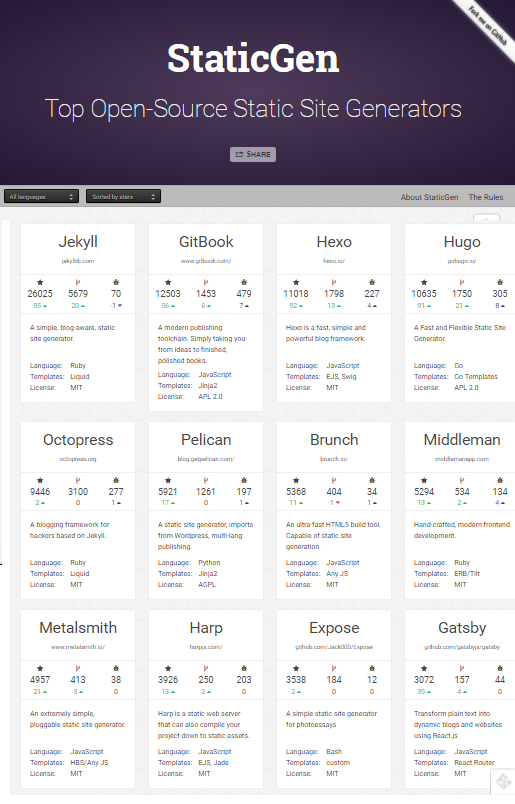 Fork me on GitHub
StaticGen
Top Open-Source Static Site Generators
SHARE
All languages Sorted by stars About StaticGen The Rules
Jekyll
jekyllrb.com
26025 5679 70
95 20 -1
A simple, blog-aware, static
site generator.
Language: Ruby
Templates: Liquid
License: MIT
GitBook
www.gitbook.com/
12503 1453 479
56 6 7
A modern publishing
toolchain. Simply taking you
from ideas to finished,
polished books.
Language: JavaScript
Templates: Jinja2
License: APL 2.0
Hexo
hexo.io/
11018 1798 227
92 13 4
Hexo is a fast, simple and
powerful blog framework.
Language: JavaScript
Templates: EJS, Swig
License: MIT
Hugo
gohugo.io/
10635 1750 305
91 21 8
A Fast and Flexible Static Site
Generator.
Language: Go
Templates: Go Templates
License: APL 2.0
Octopress
octopress.org
9446 3100 277
2 0 1
A blogging framework for
hackers based on Jekyll.
Language: Ruby
Templates: Liquid
License: MIT
Pelican
blog.getpelican.com/
5921 1261 197
17 0 1
A static site generator, imports
from Wordpress, multi-lang
publishing.
Language: Python
Templates: Jinja2
License: AGPL
Brunch
brunch.io/
5368 404 34
11 -1 1
An ultra-fast HTML5 build tool.
Capable of static site
generation.
Language: JavaScript
Templates: Any JS
License: MIT
Middleman
middlemanapp.com
5294 534 134
13 2 4
Hand-crafted, modern frontend
development.
Language: Ruby
Templates: ERB/Tilt
License: MIT
Metalsmith
www.metalsmith.io/
4957 413 38
21 3 0
An extremely simple,
pluggable static site generator.
Language: JavaScript
Templates: HBS/Any JS
License: MIT
Harp
harpjs.com/
3926 250 203
13 2 0
Harp is a static web server
that can also compile your
project down to static assets.
Language: JavaScript
Templates: EJS, Jade
License: MIT
Expose
github.com/Jack000/Expose
3538 184 12
2 0 0
A simple static site generator
for photoessays
Language: Bash
Templates: custom
License: MIT
Gatsby
github.com/gatsbyjs/gatsby
3072 157 44
39 4 0
Transform plain text into
dynamic blogs and websites
using React.js
Language: JavaScript
Templates: React Router
License: MIT